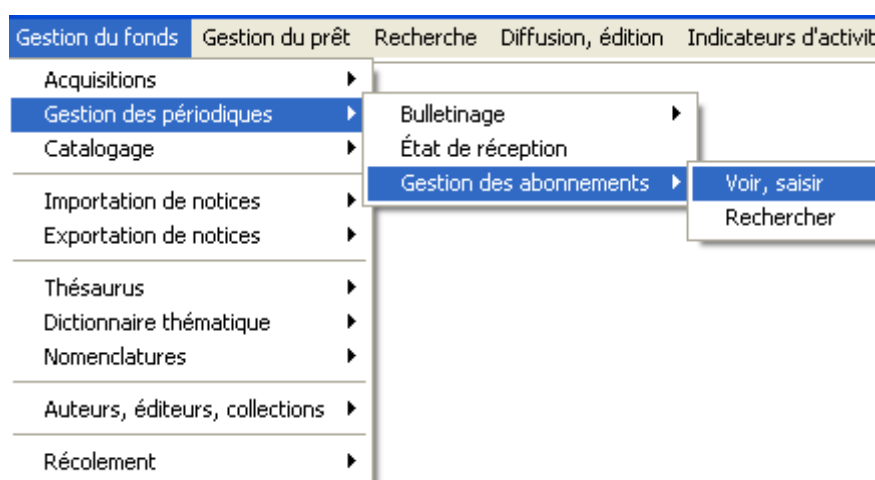 Gestion du fonds Gestion du prêt Recherche Diffusion, édition Indicateurs d'activit
Acquisitions
Gestion des périodiques
Catalogage
Importation de notices
Exportation de notices
Thésaurus
Dictionnaire thématique
Nomenclatures
Auteurs, éditeurs, collections
Récolement
Bulletinage
État de réception
Gestion des abonnements
Voir, saisir
Rechercher